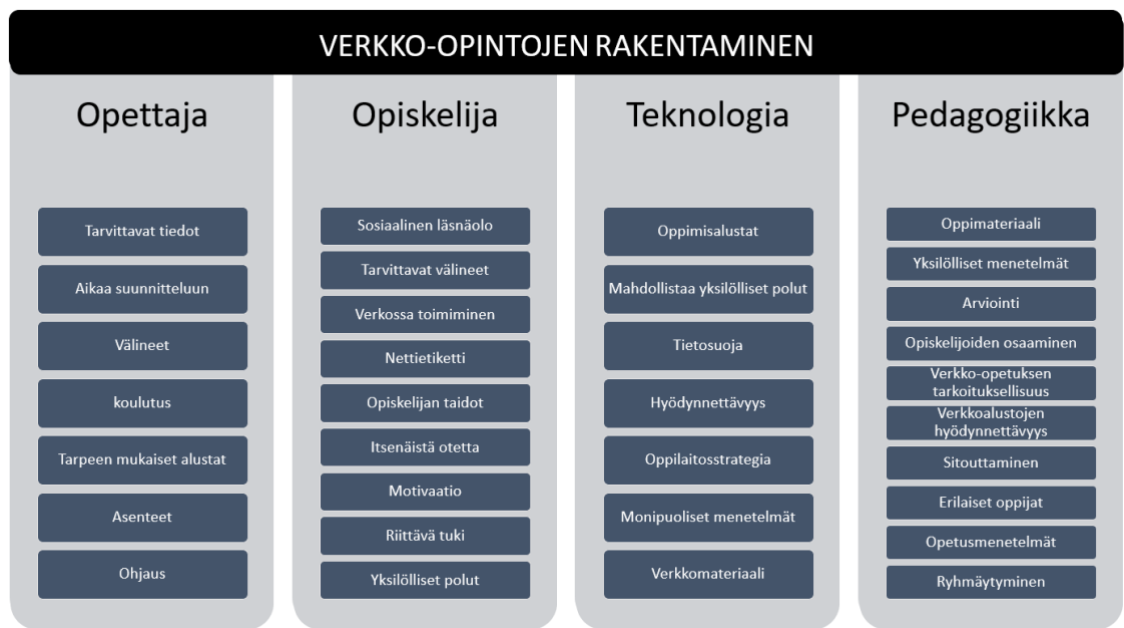 VERKKO-OPINTOJEN RAKENTAMINEN
Opettaja
Tarvittavat tiedot
Aikaa suunnitteluun
Välineet
koulutus
Tarpeen mukaiset alustat
Asenteet
Ohjaus
Opiskelija
Sosiaalinen läsnäolo
Tarvittavat välineet
Verkossa toimiminen
Nettietiketti
Opiskelijan taidot
Itsenäistä otetta
Motivaatio
Riittävä tuki
Yksilölliset polut
Teknologia
Oppimisalustat
Mahdollistaa yksilölliset polut
Tietosuoja
Hyödynnettävyys
Oppilaitosstrategia
Monipuoliset menetelmät
Verkkomateriaali
Pedagogiikka
Oppimateriaali
Yksilölliset menetelmät
Arviointi
Opiskelijoiden osaaminen
Verkko-opetuksen
tarkoituksellisuus
Verkkoalustojen
hyödynnettävyys
Sitouttaminen
Erilaiset oppijat
Opetusmenetelmät
Ryhmäytyminen